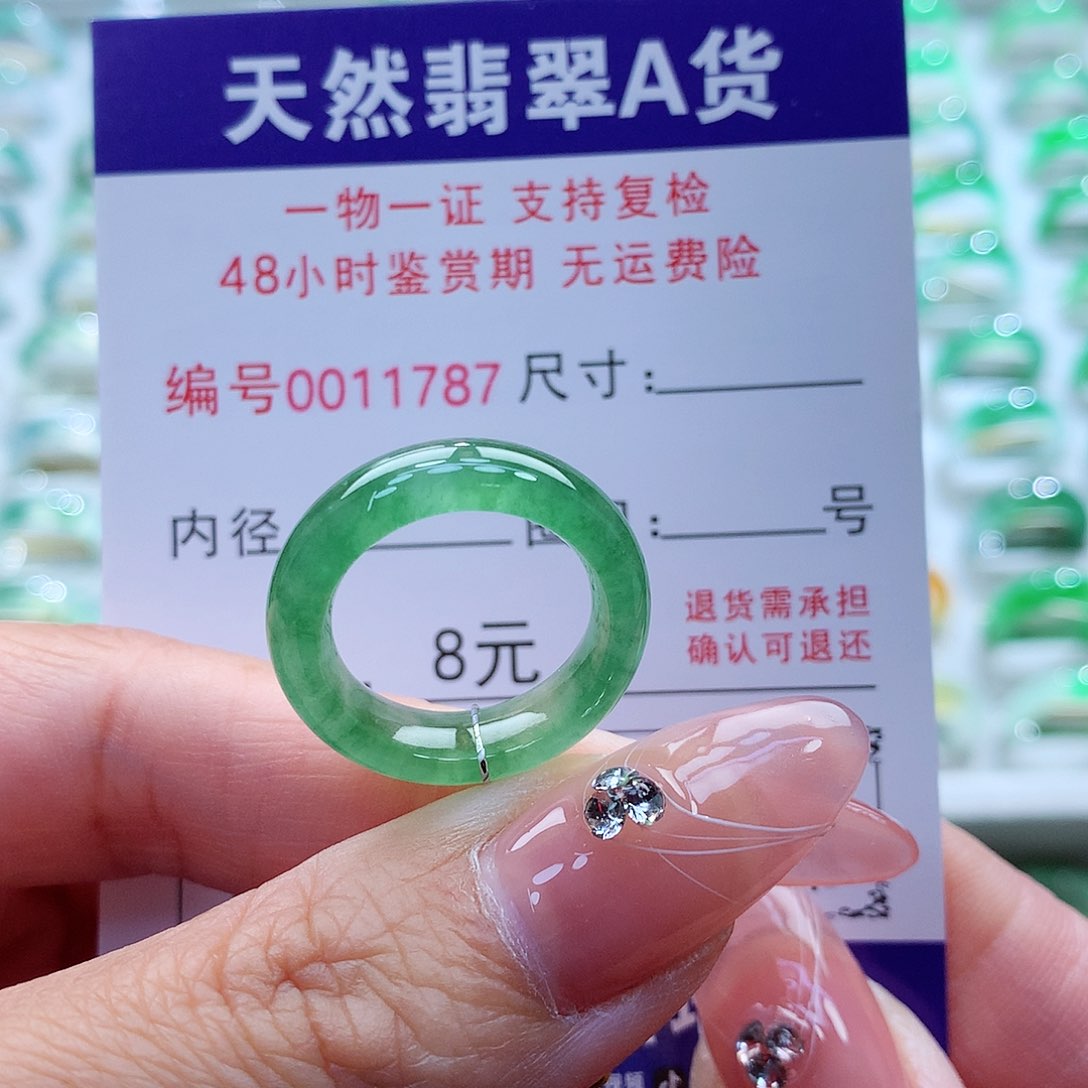 天然翡翠A货
一物一证 支持复检
48小时鉴赏期 无运费险
编号0011787 尺寸:
内径 :号
退货需承担
8元 确认可退还